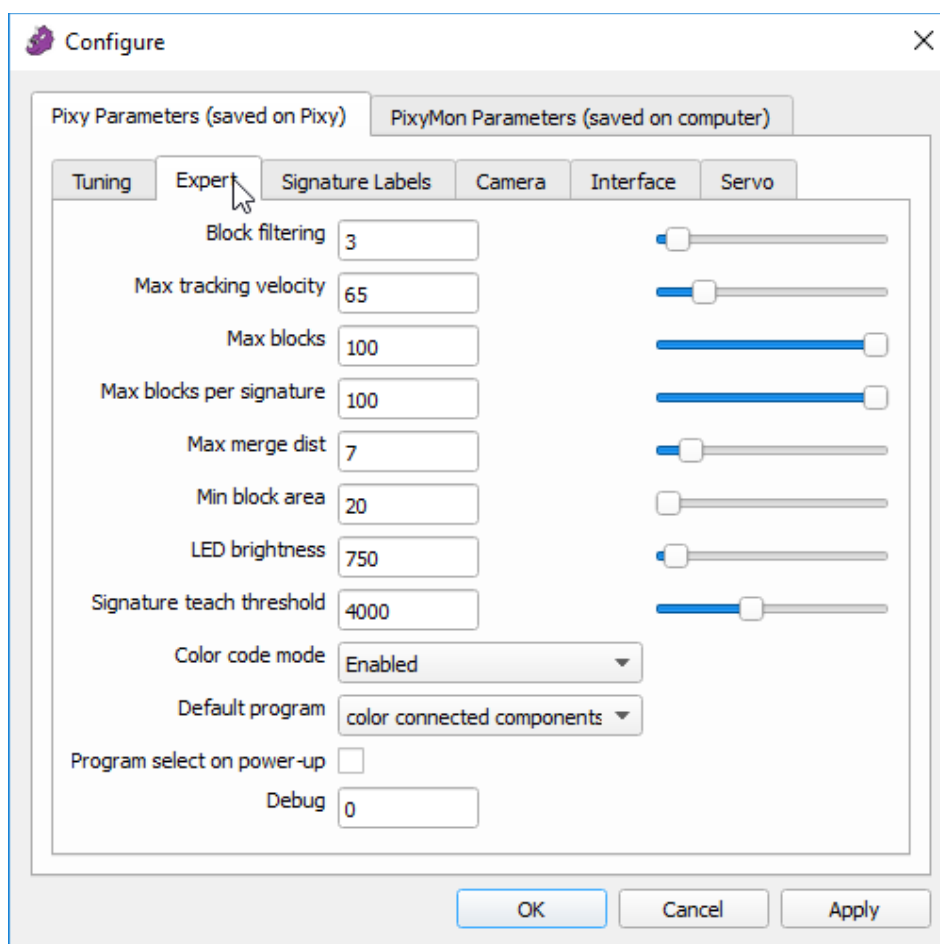 Configure
Pixy Parameters (saved on Pixy) PixyMon Parameters (saved on computer)
Tuning Expert Signature Labels Camera Interface Servo
Block filtering 3
Max tracking velocity 65
Max blocks 100
Max blocks per signature 100
Max merge dist 7
Min block area 20
LED brightness 750
Signature teach threshold 4000
Color code mode Enabled
Default program color connected components
Program select on power-up
Debug 0
OK Cancel Apply